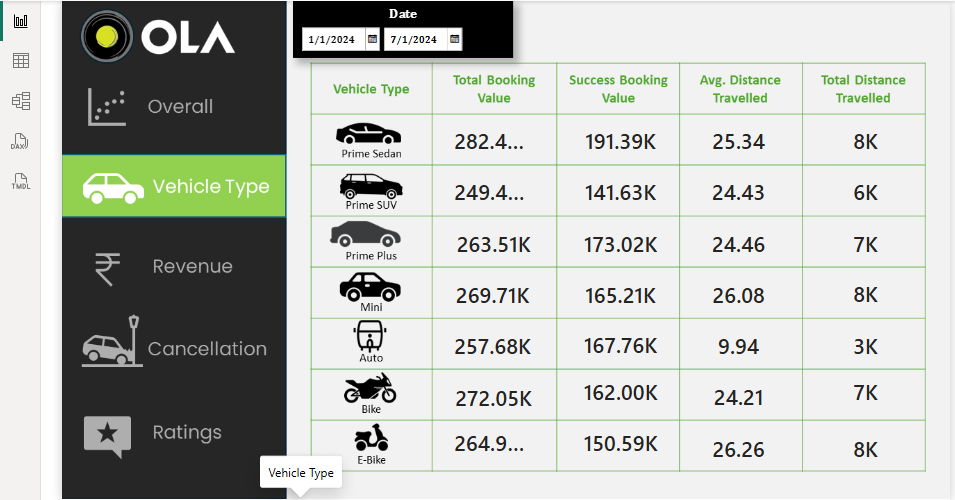 OLA
Date
1/1/2024 7/1/2024
Overall
Vehicle Type
Revenue
Cancellation
Ratings
DAX
TMDL
Vehicle Type Total Booking Value Success Booking Value Avg. Distance Travelled Total Distance Travelled
Prime Sedan 282.4... 191.39K 25.34 8K
Prime SUV 249.4... 141.63K 24.43 6K
Prime Plus 263.51K 173.02K 24.46 7K
Mini 269.71K 165.21K 26.08 8K
Auto 257.68K 167.76K 9.94 3K
Bike 272.05K 162.00K 24.21 7K
E-Bike 264.9... 150.59K 26.26 8K
Vehicle Type